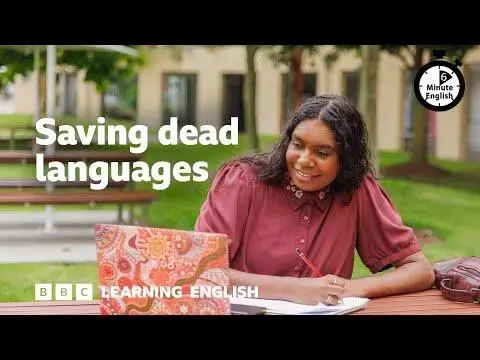 6
Minute
English
Saving dead
languages
BBC LEARNING ENGLISH